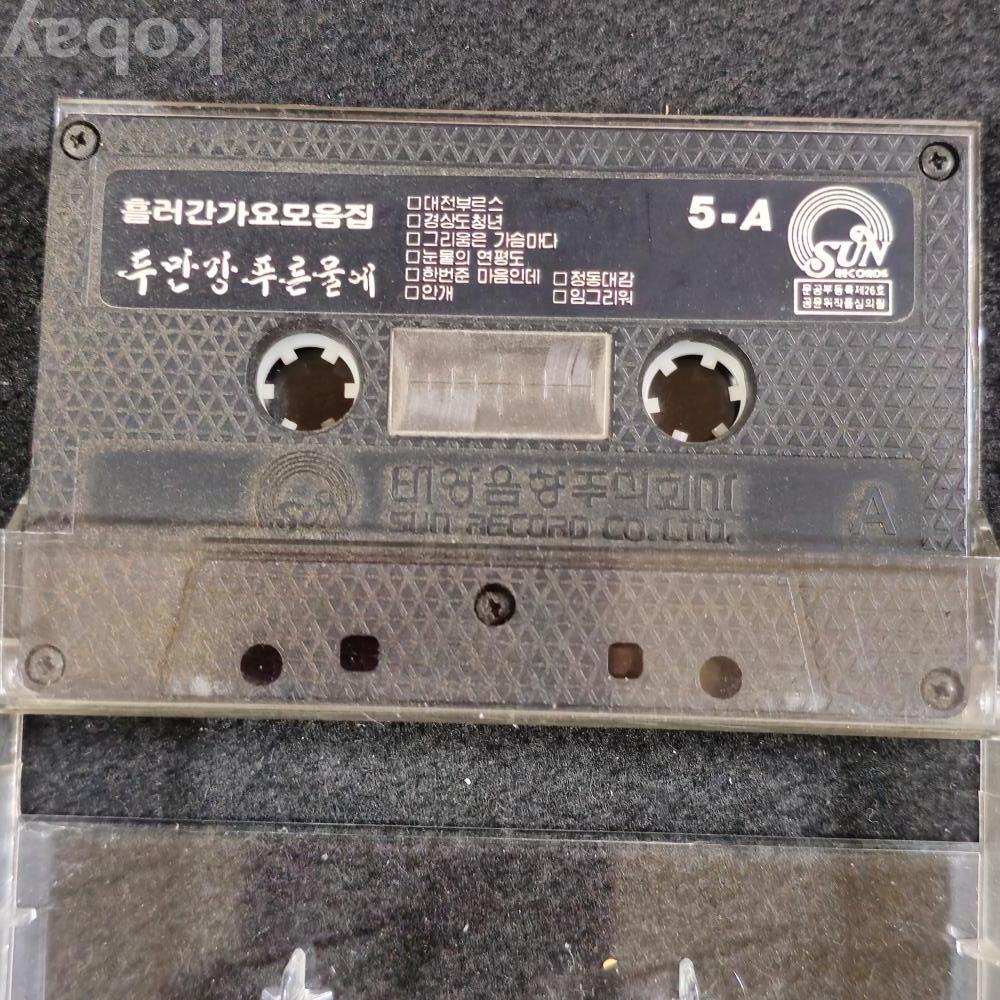 kobay
흘러간가요모음집
두만강 푸른물에
□대전부르스
□경상도청년
□그리움은 가슴마다
□눈물의 연평도
□한번준 마음인데 □정동대감
□안개 □임그리워
5-A
SUN
RECORDS
문공부등록제26호
공윤위작품심의필
SUN
태양음향주식회사
SUN RECORD CO.LTD.
A